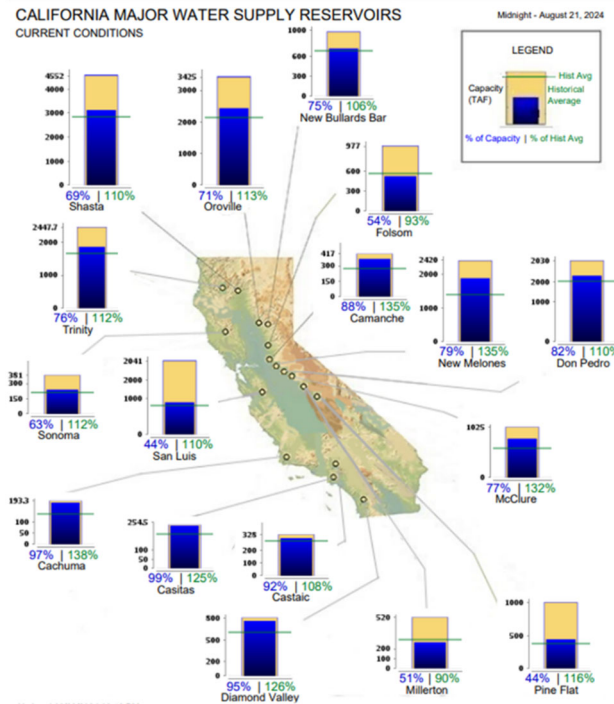 CALIFORNIA MAJOR WATER SUPPLY RESERVOIRS
Midnight - August 21, 2024
CURRENT CONDITIONS
LEGEND
Hist Avg
Capacity
(TAF)
Historical
Average
% of Capacity | % of Hist Avg
4552
4000
3000
2000
1000
0
69% | 110%
Shasta
3425
2000
1000
0
71% | 113%
Oroville
1000
600
300
0
75% | 106%
New Bullards Bar
977
600
300
0
54% | 93%
Folsom
2447.7
1000
0
76% | 112%
Trinity
417
300
0
88% | 135%
Camanche
2420
2000
1000
0
79% | 135%
New Melones
2030
1000
0
82% | 110%
Don Pedro
381
300
150
0
63% | 112%
Sonoma
2041
1000
0
44% | 110%
San Luis
1025
0
77% | 132%
McClure
193.3
100
50
0
97% | 138%
Cachuma
254.5
100
50
0
99% | 125%
Casitas
325
200
100
0
92% | 108%
Castaic
800
500
200
0
95% | 126%
Diamond Valley
520
200
100
0
51% | 90%
Millerton
1000
500
0
44% | 116%
Pine Flat